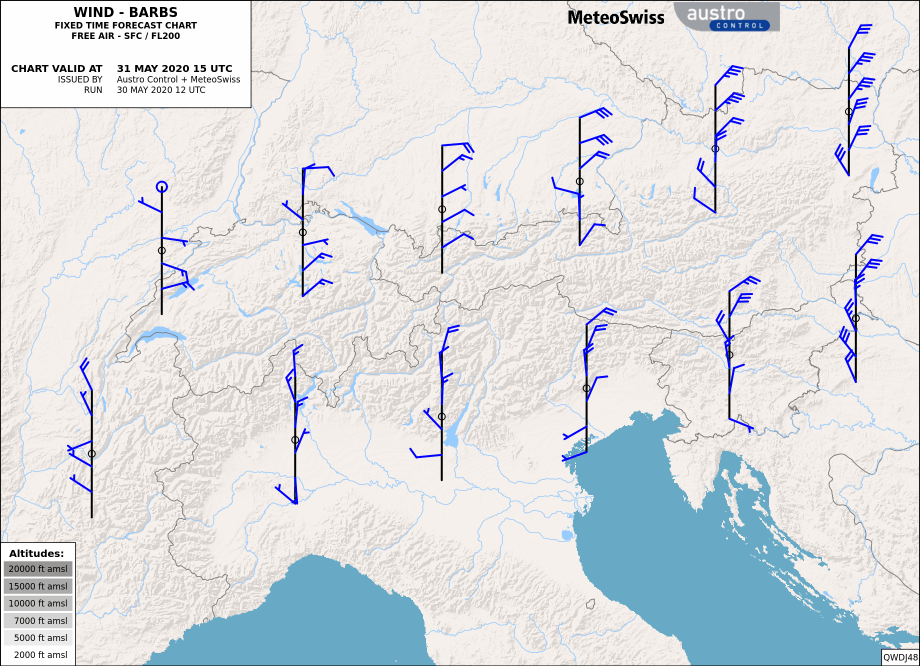 WIND - BARBS
FIXED TIME FORECAST CHART
FREE AIR - SFC / FL200
CHART VALID AT 31 MAY 2020 15 UTC
ISSUED BY Austro Control + MeteoSwiss
RUN 30 MAY 2020 12 UTC
MeteoSwiss
austro
CONTROL
Altitudes:
20000 ft amsl
15000 ft amsl
10000 ft amsl
7000 ft amsl
5000 ft amsl
2000 ft amsl
QWDJ48